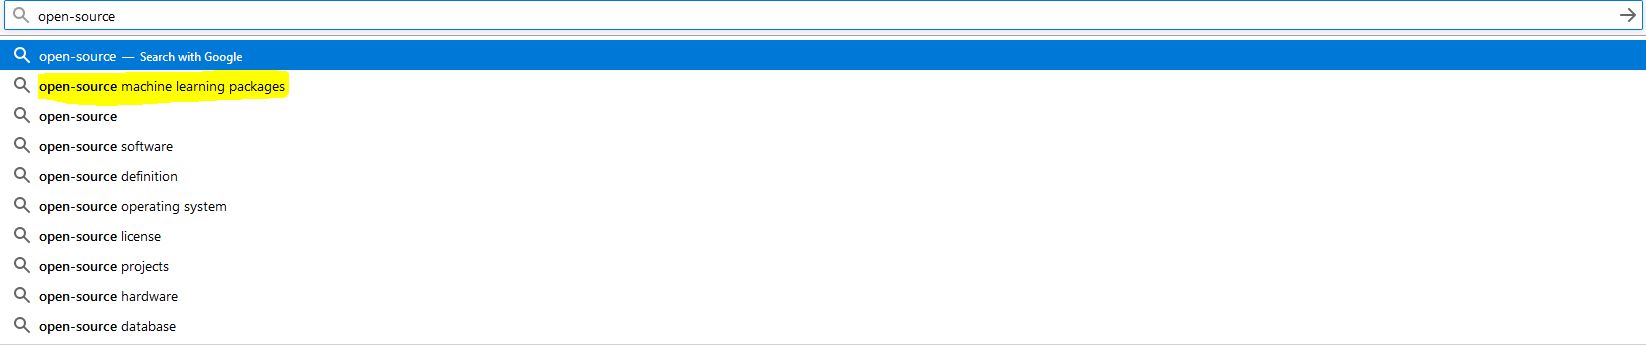 open-source
open-source — Search with Google
open-source machine learning packages
open-source
open-source software
open-source definition
open-source operating system
open-source license
open-source projects
open-source hardware
open-source database